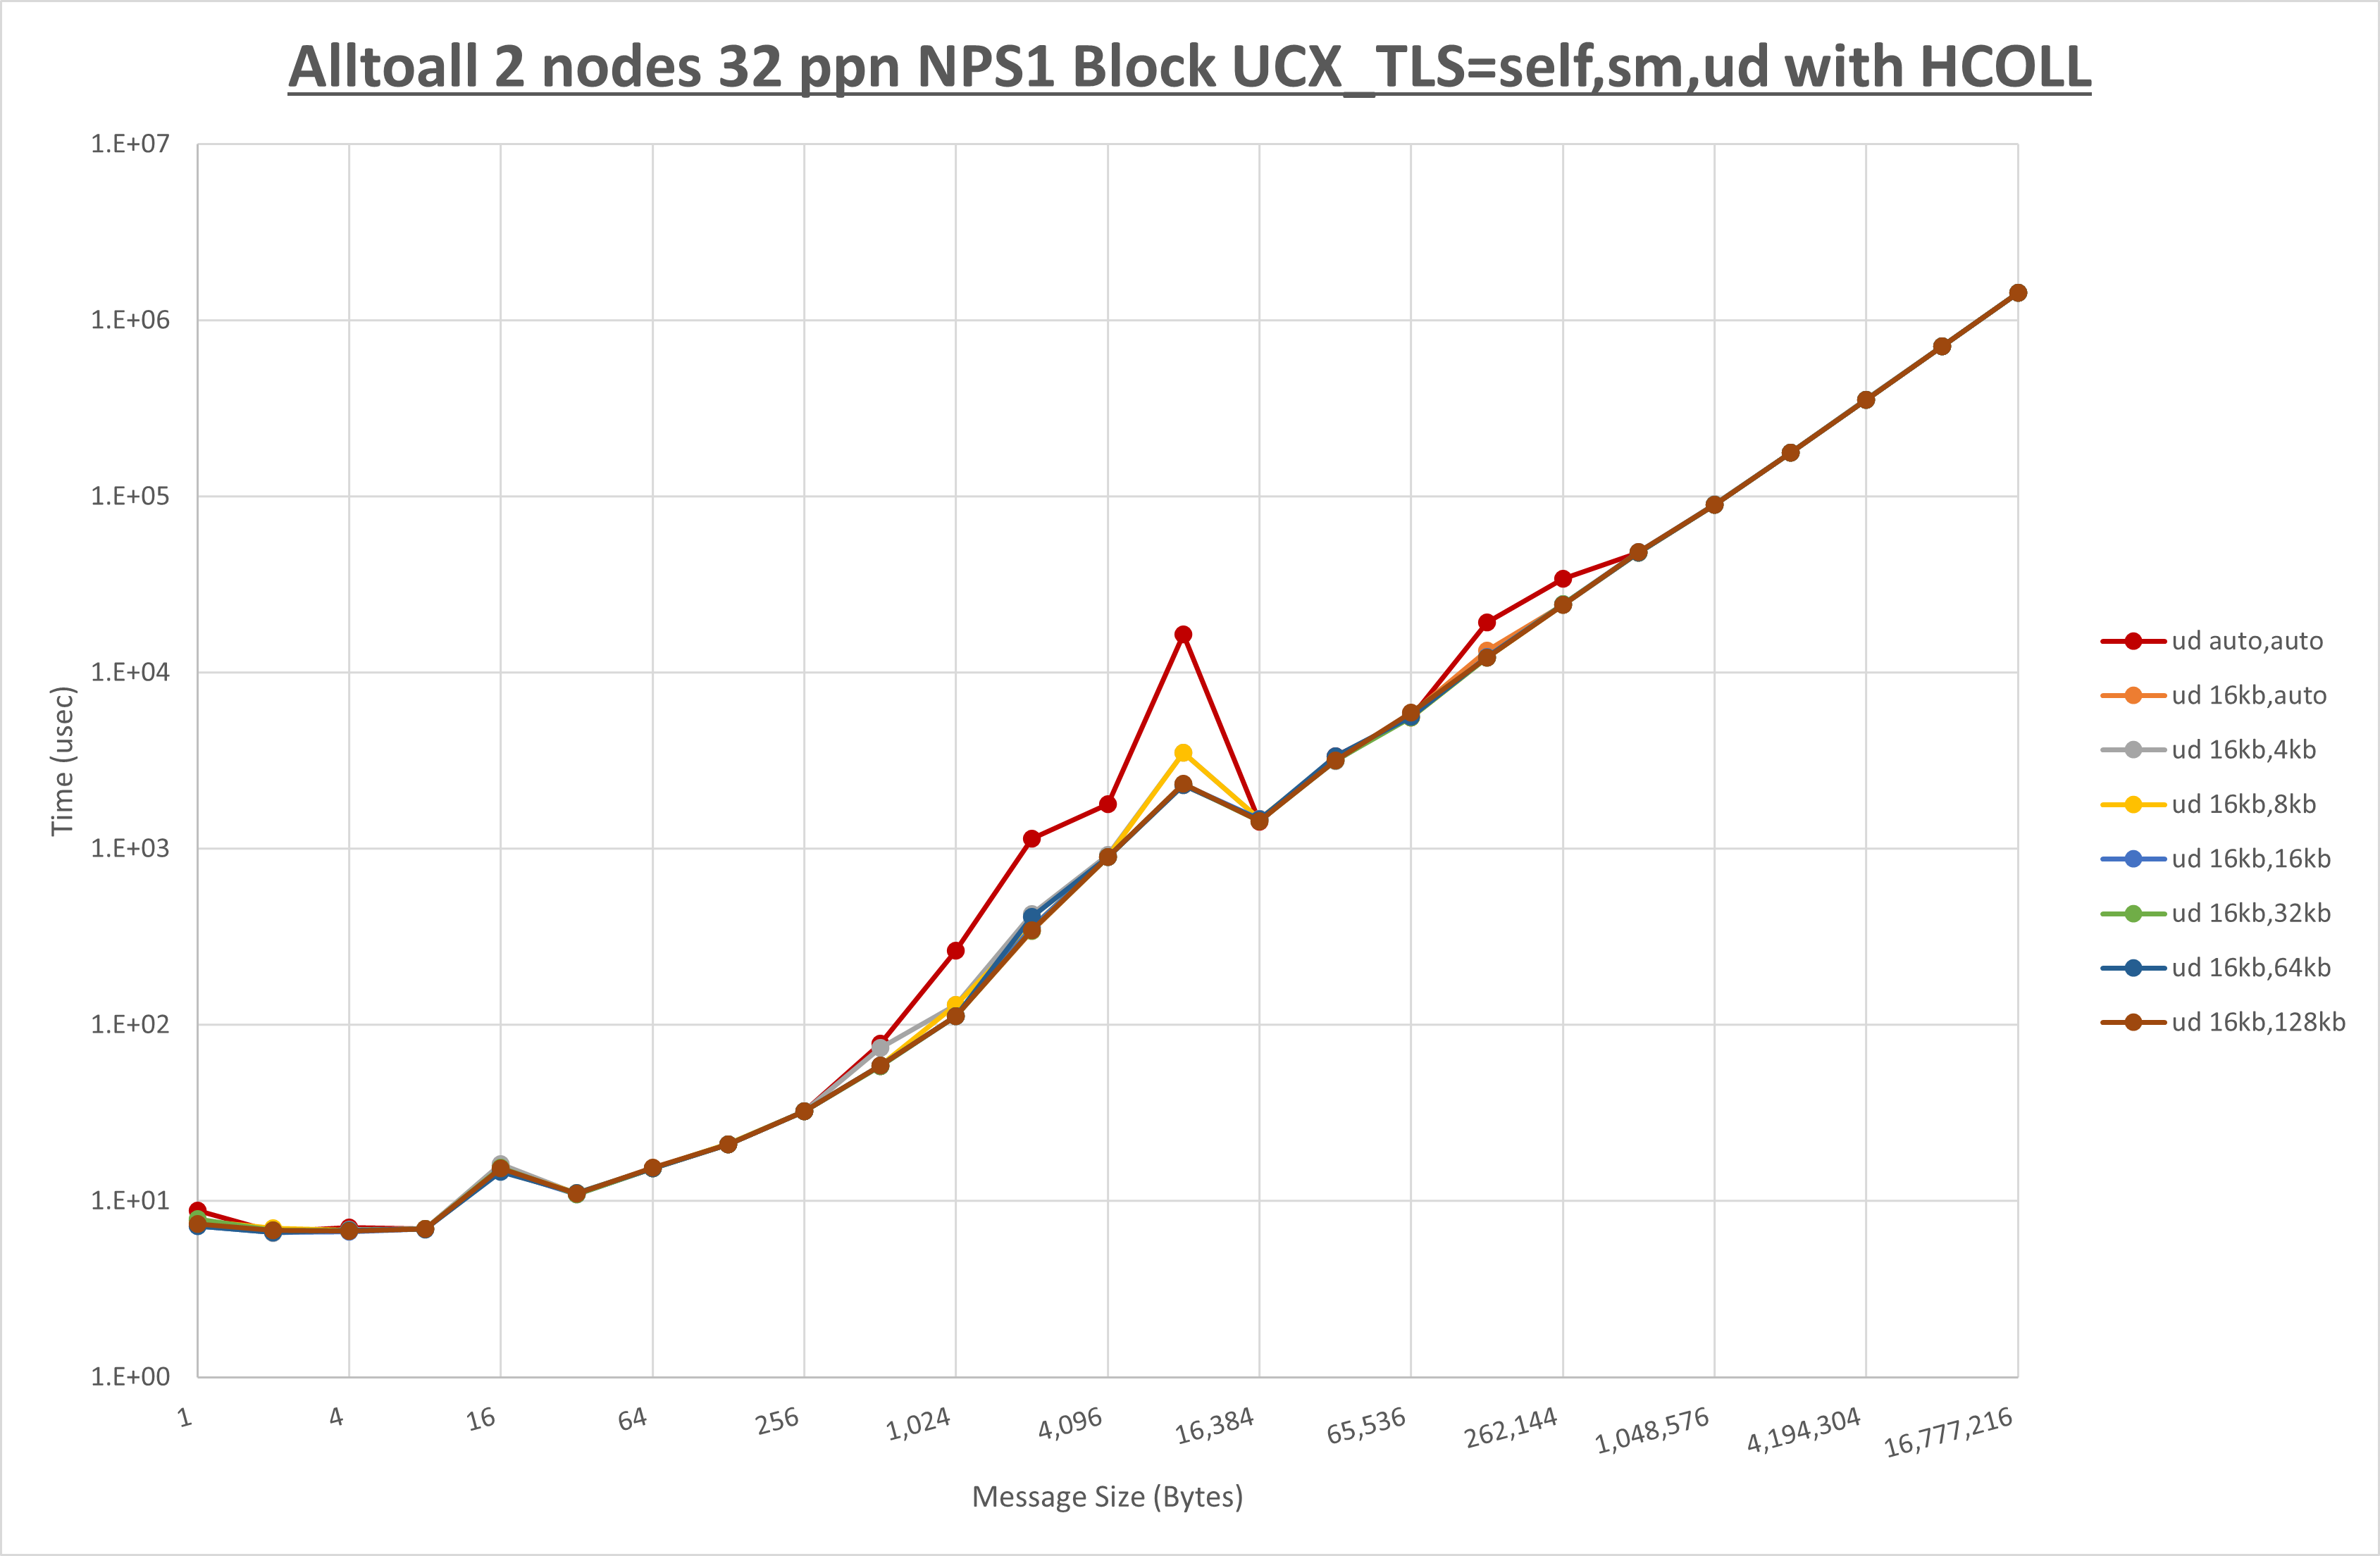 Alltoall 2 nodes 32 ppn NPS1 Block UCX_TLS=self,sm,ud with HCOLL
1.E+07
1.E+06
1.E+05
1.E+04
1.E+03
1.E+02
1.E+01
1.E+00
Time (usec)
1
4
16
64
256
1,024
4,096
16,384
65,536
262,144
1,048,576
4,194,304
16,777,216
Message Size (Bytes)
ud auto,auto
ud 16kb,auto
ud 16kb,4kb
ud 16kb,8kb
ud 16kb,16kb
ud 16kb,32kb
ud 16kb,64kb
ud 16kb,128kb